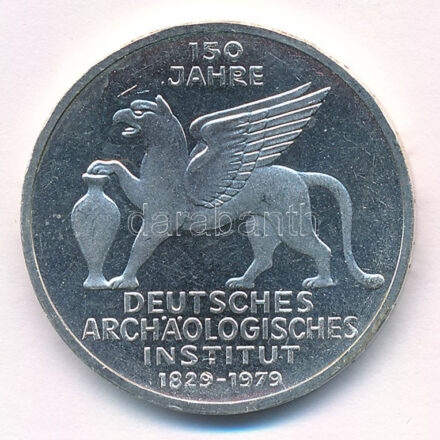 150
JAHRE
darabanth
DEUTSCHES
ARCHÄOLOGISCHES
INSTITUT
1829-1979